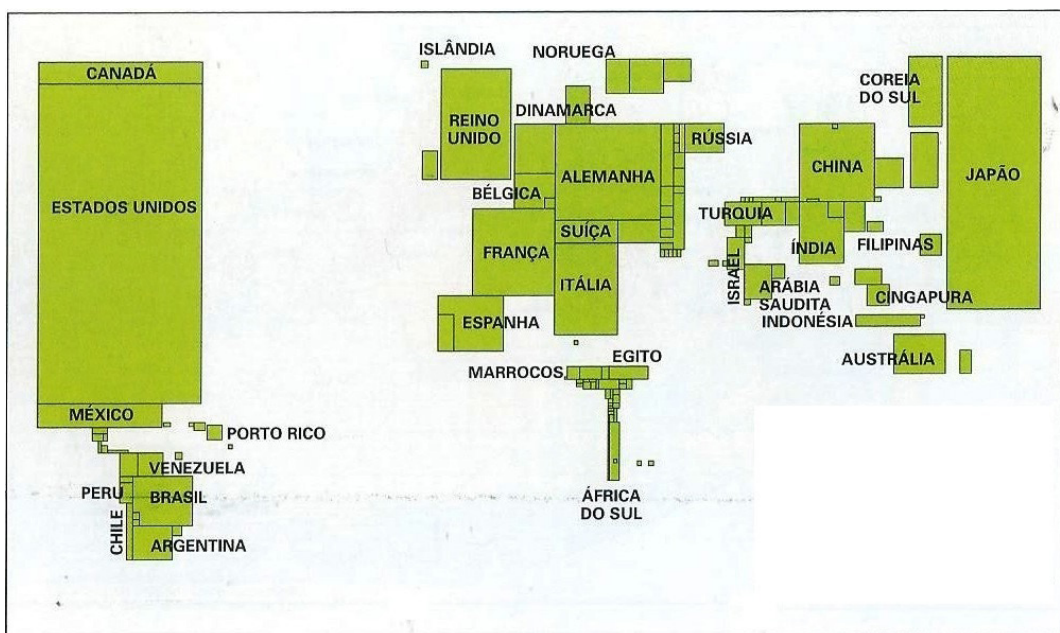 ISLÂNDIA
NORUEGA
CANADÁ
COREIA
DO SUL
DINAMARCA
REINO
UNIDO
RÚSSIA
CHINA
ALEMANHA
JAPÃO
BÉLGICA
ESTADOS UNIDOS
TURQUIA
SUÍÇA
FRANÇA
ÍNDIA
FILIPINAS
ISRAEL
ITÁLIA
ARÁBIA
SAUDITA
CINGAPURA
INDONÉSIA
ESPANHA
AUSTRÁLIA
EGITO
MARROCOS
MÉXICO
PORTO RICO
VENEZUELA
PERU
BRASIL
ÁFRICA
DO SUL
CHILE
ARGENTINA